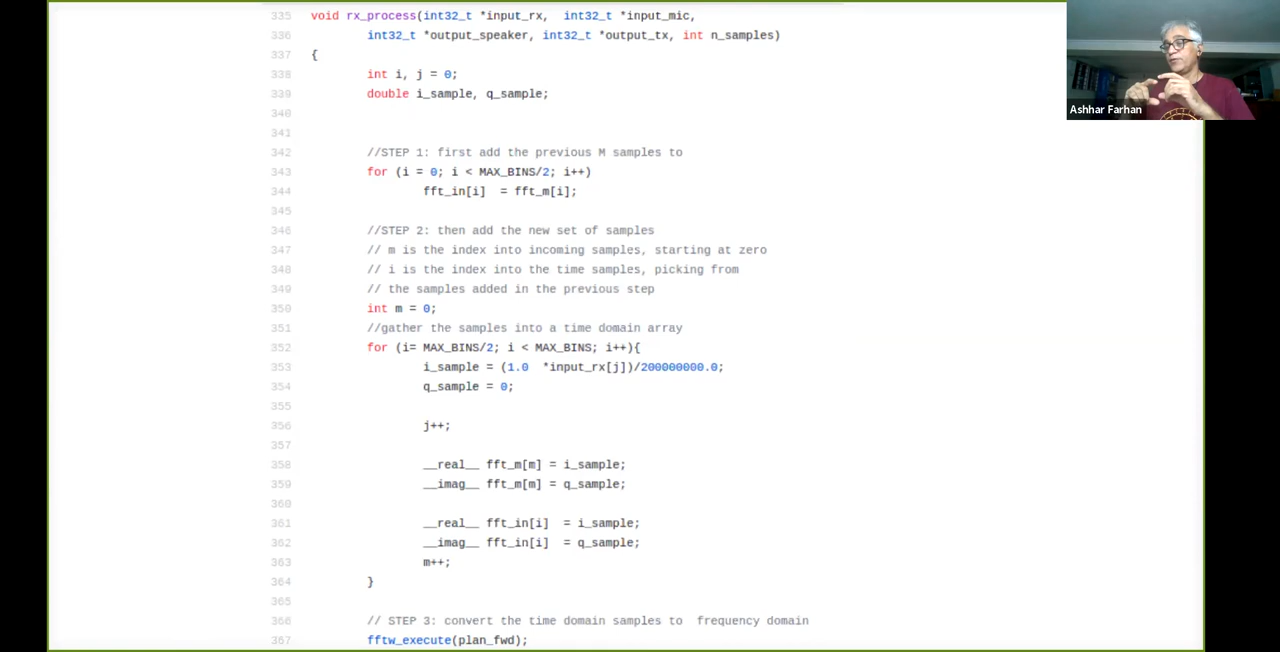 335 void rx_process(int32_t *input_rx,  int32_t *input_mic,
336         int32_t *output_speaker, int32_t *output_tx, int n_samples)
337 {
338         int i, j = 0;
339         double i_sample, q_sample;
340
341
342         //STEP 1: first add the previous M samples to
343         for (i = 0; i < MAX_BINS/2; i++)
344                 fft_in[i]  = fft_m[i];
345
346         //STEP 2: then add the new set of samples
347         // m is the index into incoming samples, starting at zero
348         // i is the index into the time samples, picking from
349         // the samples added in the previous step
350         int m = 0;
351         //gather the samples into a time domain array
352         for (i= MAX_BINS/2; i < MAX_BINS; i++){
353                 i_sample = (1.0  *input_rx[j])/200000000.0;
354                 q_sample = 0;
355
356                 j++;
357
358                 __real__ fft_m[m] = i_sample;
359                 __imag__ fft_m[m] = q_sample;
360
361                 __real__ fft_in[i]  = i_sample;
362                 __imag__ fft_in[i]  = q_sample;
363                 m++;
364         }
365
366         // STEP 3: convert the time domain samples to  frequency domain
367         fftw_execute(plan_fwd);
Ashhar Farhan